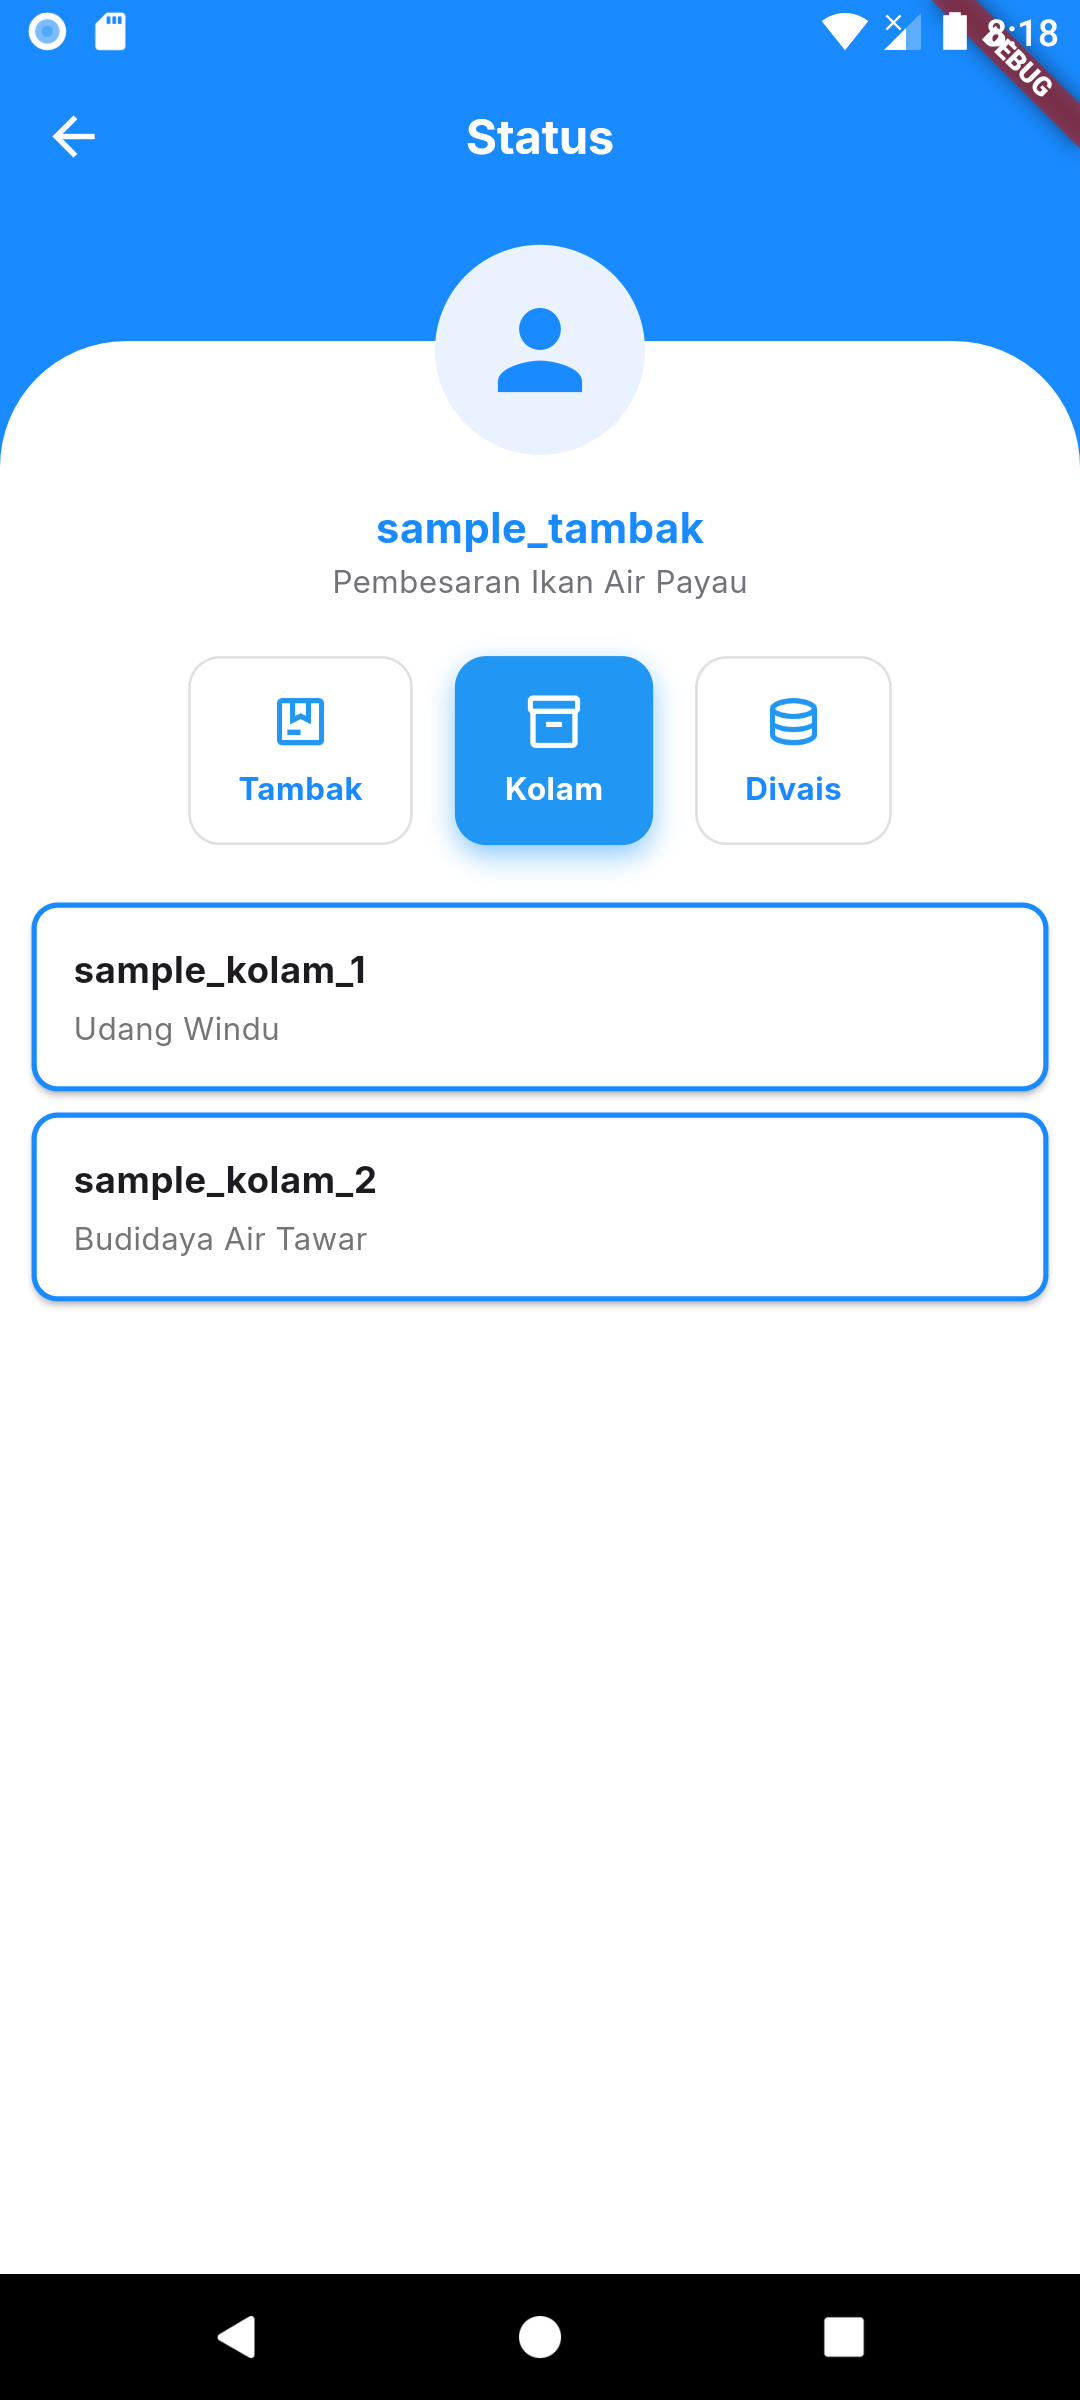 8:18
DEBUG
Status
sample_tambak
Pembesaran Ikan Air Payau
Tambak
Kolam
Divais
sample_kolam_1
Udang Windu
sample_kolam_2
Budidaya Air Tawar